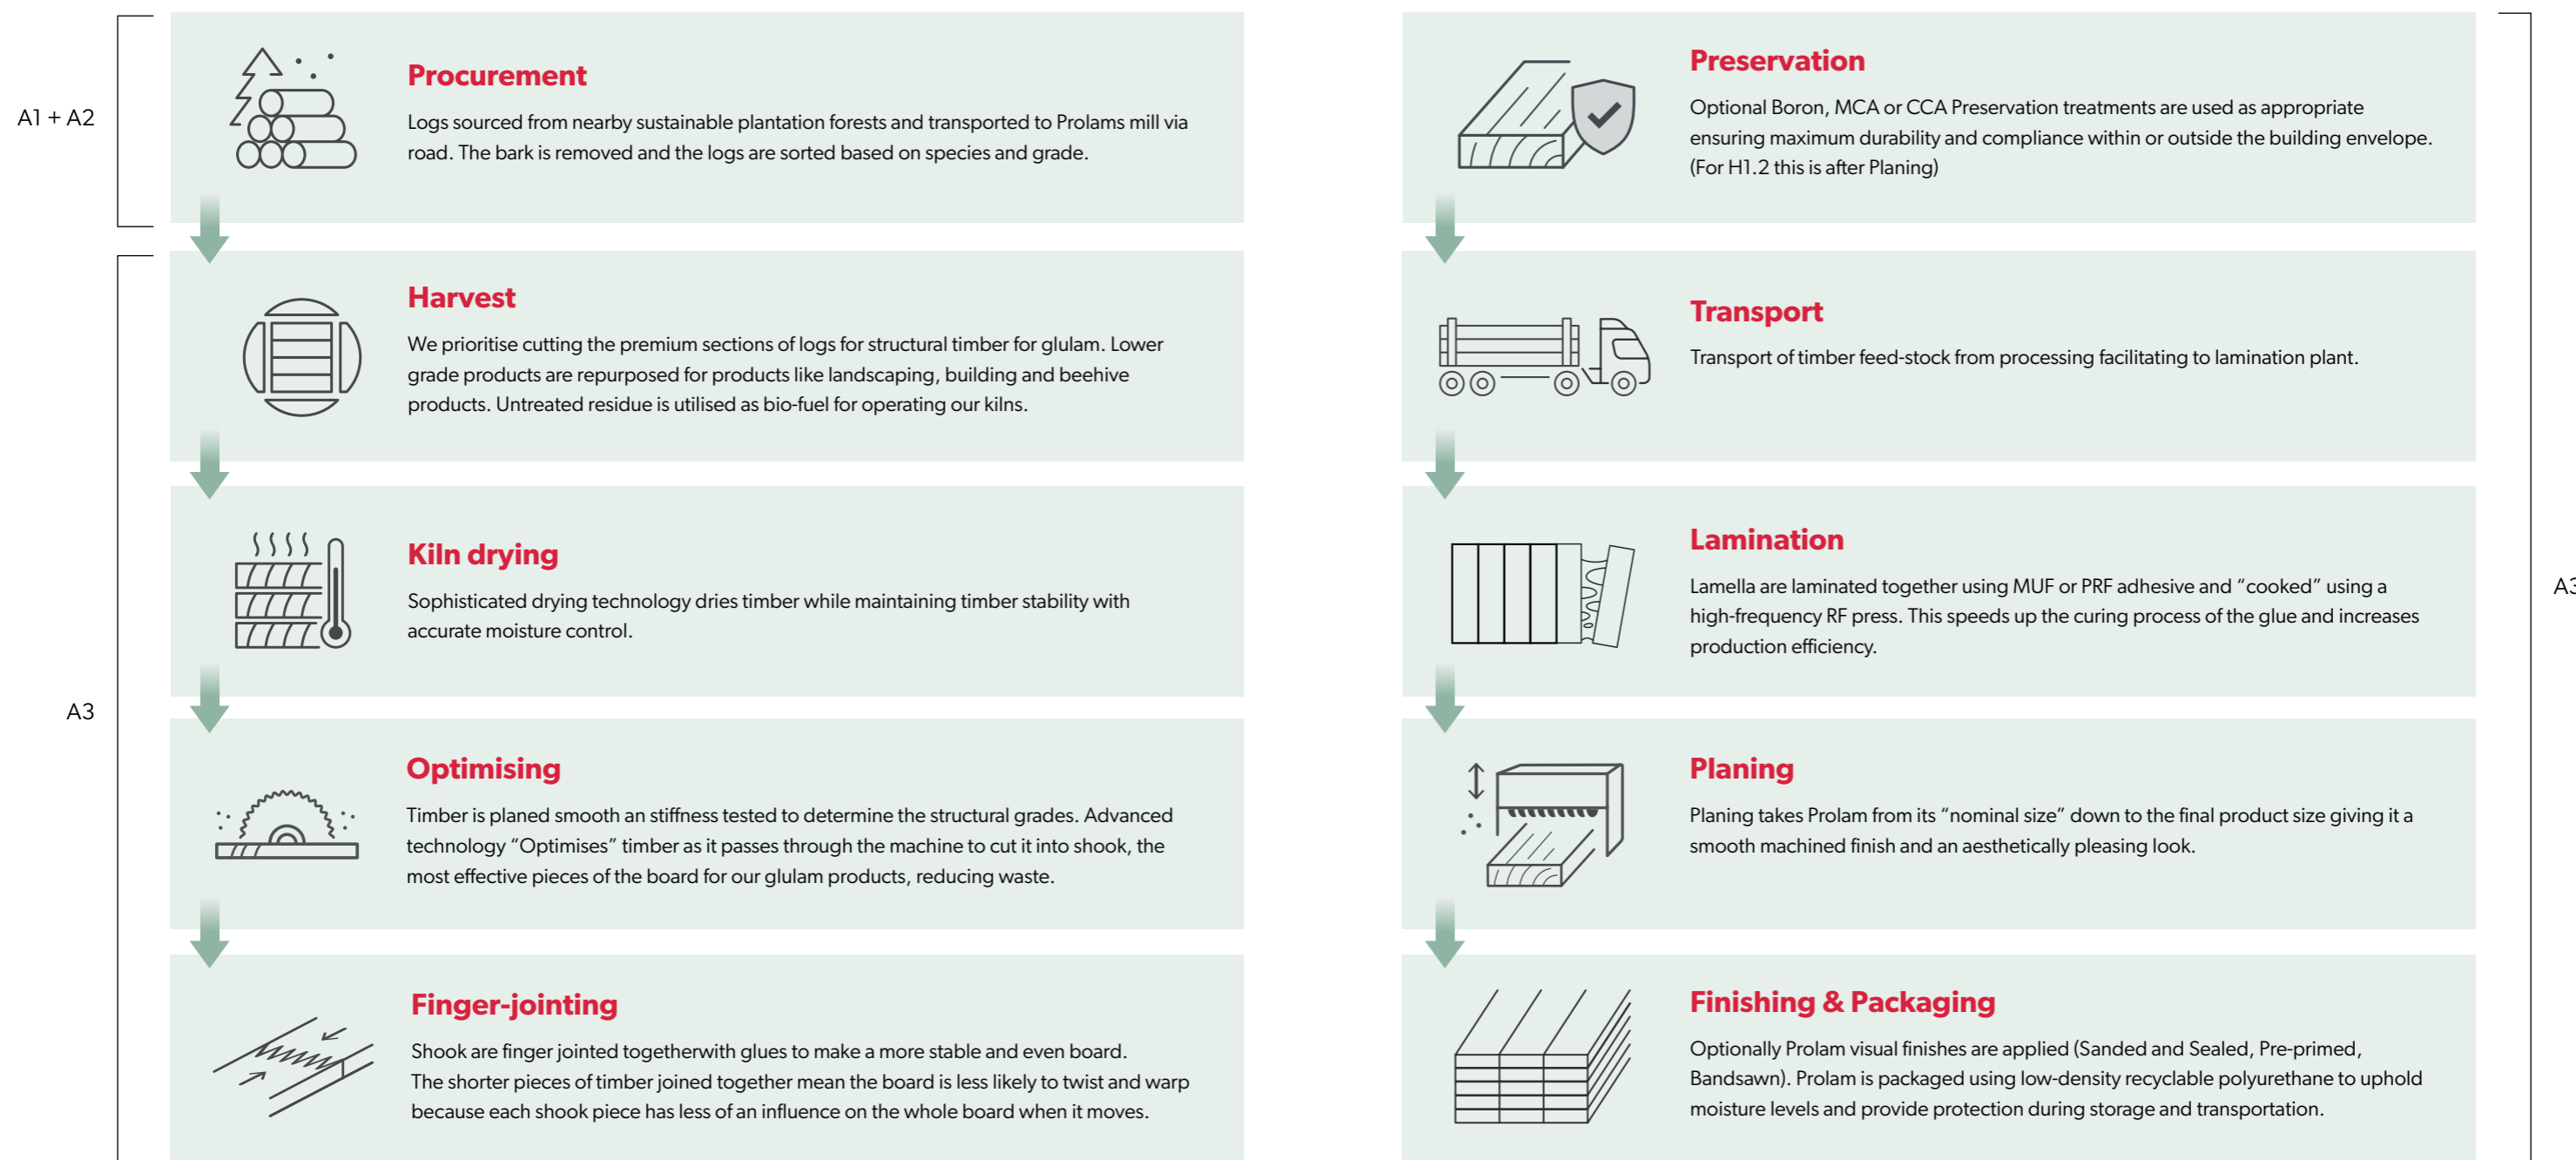 A1 + A2
Procurement
Logs sourced from nearby sustainable plantation forests and transported to Prolams mill via
road. The bark is removed and the logs are sorted based on species and grade.
A3
Harvest
We prioritise cutting the premium sections of logs for structural timber for glulam. Lower
grade products are repurposed for products like landscaping, building and beehive
products. Untreated residue is utilised as bio-fuel for operating our kilns.
Kiln drying
Sophisticated drying technology dries timber while maintaining timber stability with
accurate moisture control.
Optimising
Timber is planed smooth an stiffness tested to determine the structural grades. Advanced
technology “Optimises” timber as it passes through the machine to cut it into shook, the
most effective pieces of the board for our glulam products, reducing waste.
Finger-jointing
Shook are finger jointed togetherwith glues to make a more stable and even board.
The shorter pieces of timber joined together mean the board is less likely to twist and warp
because each shook piece has less of an influence on the whole board when it moves.
Preservation
Optional Boron, MCA or CCA Preservation treatments are used as appropriate
ensuring maximum durability and compliance within or outside the building envelope.
(For H1.2 this is after Planing)
Transport
Transport of timber feed-stock from processing facilitating to lamination plant.
Lamination
Lamella are laminated together using MUF or PRF adhesive and “cooked” using a
high-frequency RF press. This speeds up the curing process of the glue and increases
production efficiency.
Planing
Planing takes Prolam from its “nominal size” down to the final product size giving it a
smooth machined finish and an aesthetically pleasing look.
Finishing & Packaging
Optionally Prolam visual finishes are applied (Sanded and Sealed, Pre-primed,
Bandsawn). Prolam is packaged using low-density recyclable polyurethane to uphold
moisture levels and provide protection during storage and transportation.
A3